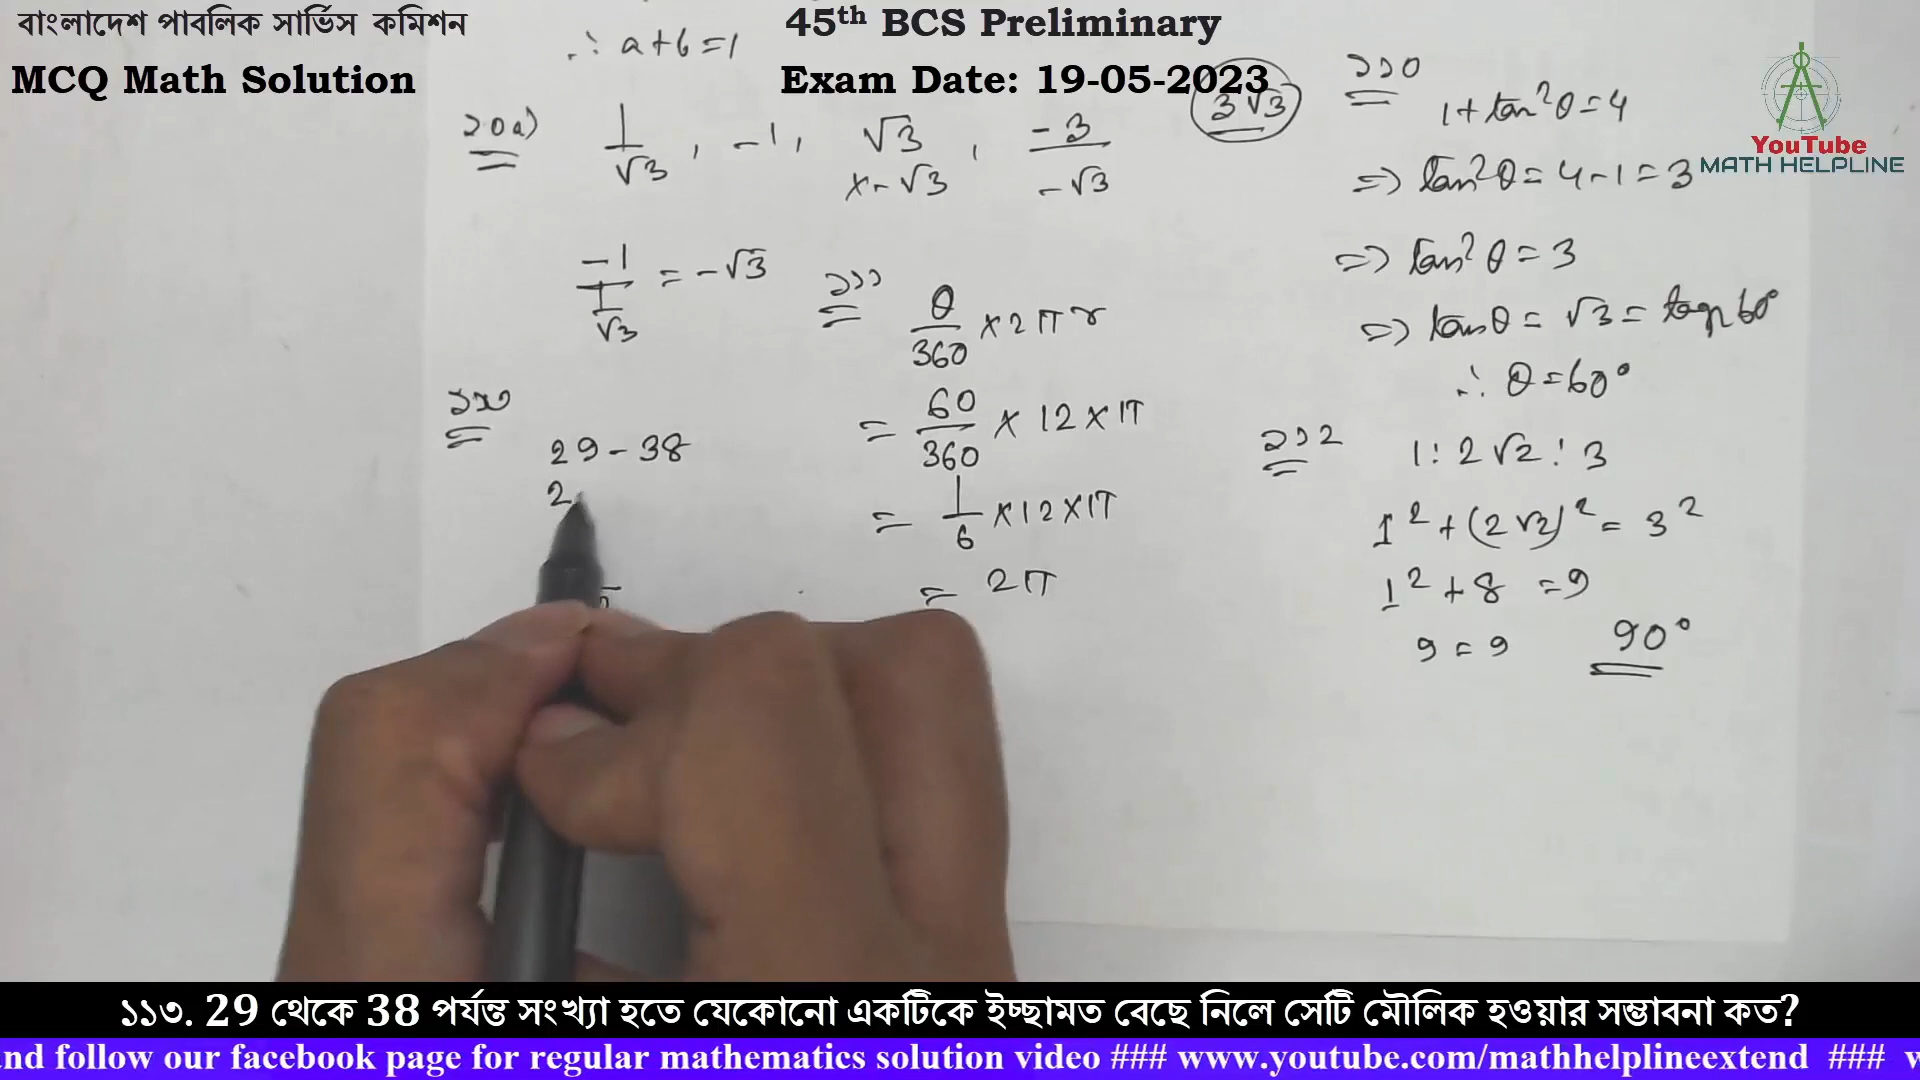 বাংলাদেশ পাবলিক সার্ভিস কমিশন
MCQ Math Solution
45th BCS Preliminary
Exam Date: 19-05-2023
YouTube
MATH HELPLINE
∴ a+b=1
১০৯) 1/√3, -1, √3, -3/-√3
x-√3
3√3
-1/(1/√3) = -√3
১১০
1+tan²θ=4
=> tan²θ=4-1=3
=> tan²θ=3
=> tanθ=√3=tan60°
∴ θ=60°
১১১
θ/360 ×2πr
= 60/360 × 12×π
= 1/6 ×12×π
= 2π
১১২
1:2√2:3
1²+(2√2)²=3²
1²+8=9
9=9
90°
১১৩
29-38
2
১১৩. 29 থেকে 38 পর্যন্ত সংখ্যা হতে যেকোনো একটিকে ইচ্ছামত বেছে নিলে সেটি মৌলিক হওয়ার সম্ভাবনা কত?
nd follow our facebook page for regular mathematics solution video ### www.youtube.com/mathhelplineextend ### w